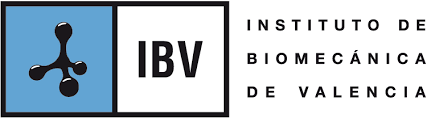 IBV
INSTITUTO DE
BIOMECÁNICA
DE VALENCIA